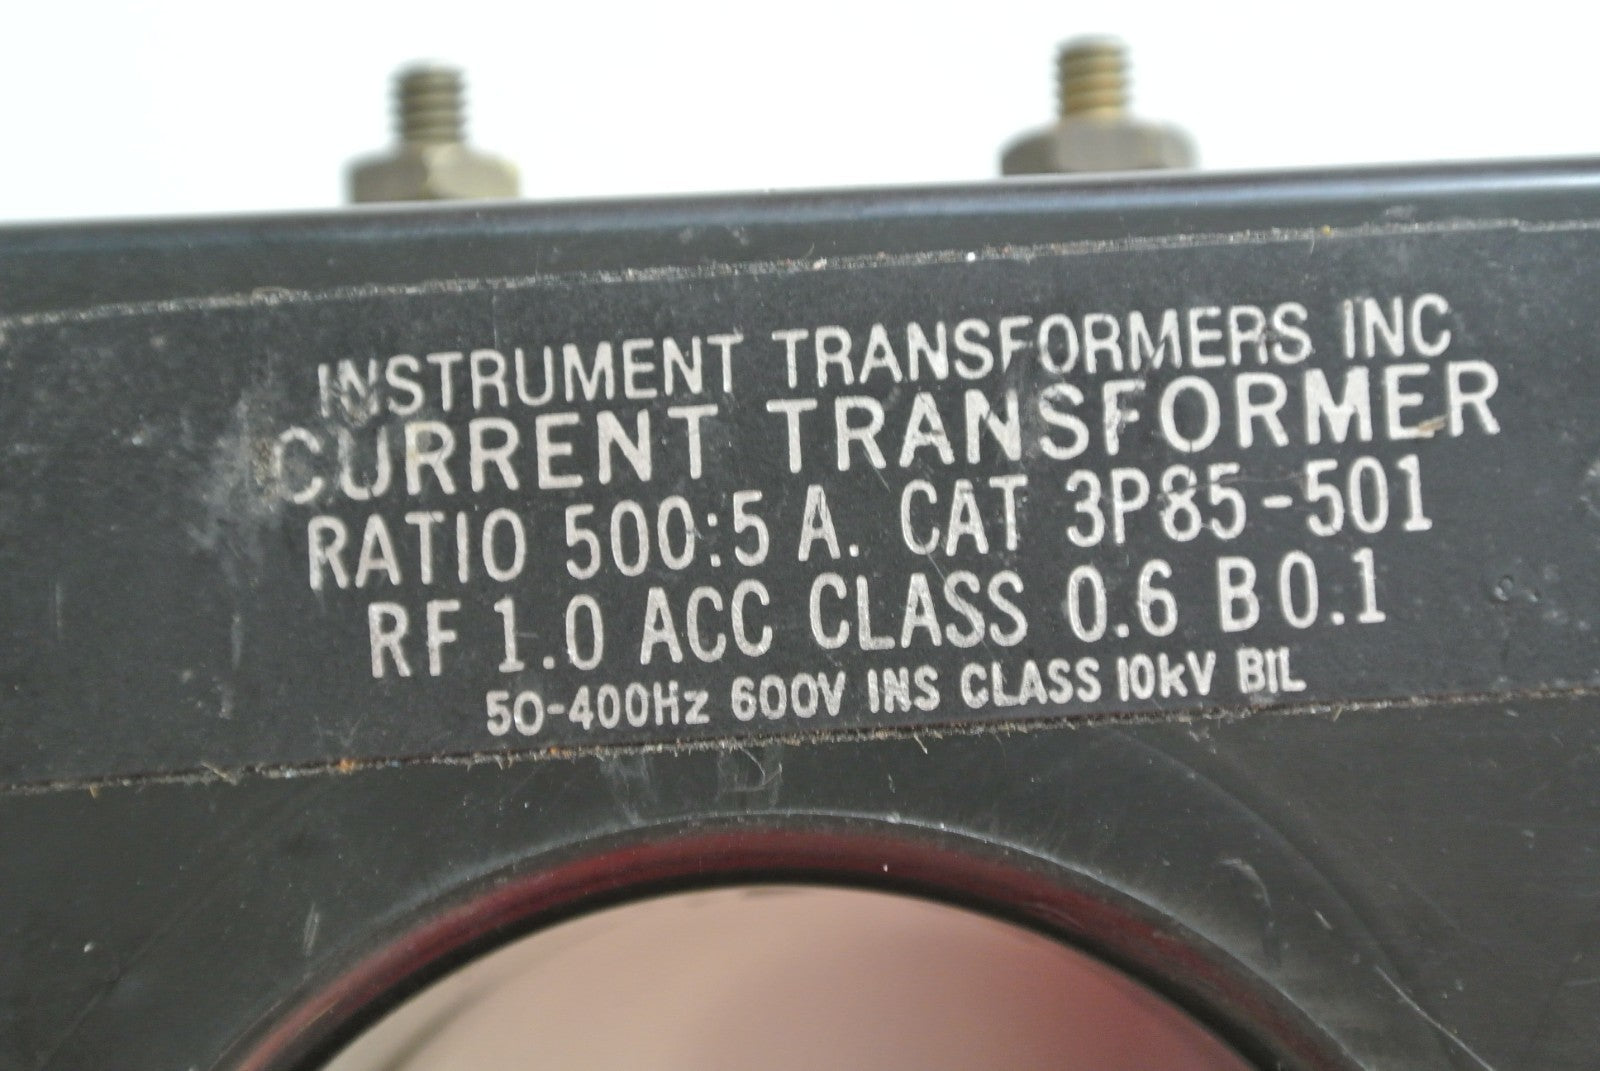 INSTRUMENT TRANSFORMERS INC
CURRENT TRANSFORMER
RATIO 500:5 A. CAT 3P85-501
RF 1.0 ACC CLASS 0.6 B0.1
50-400Hz 600V INS CLASS 10kV BIL